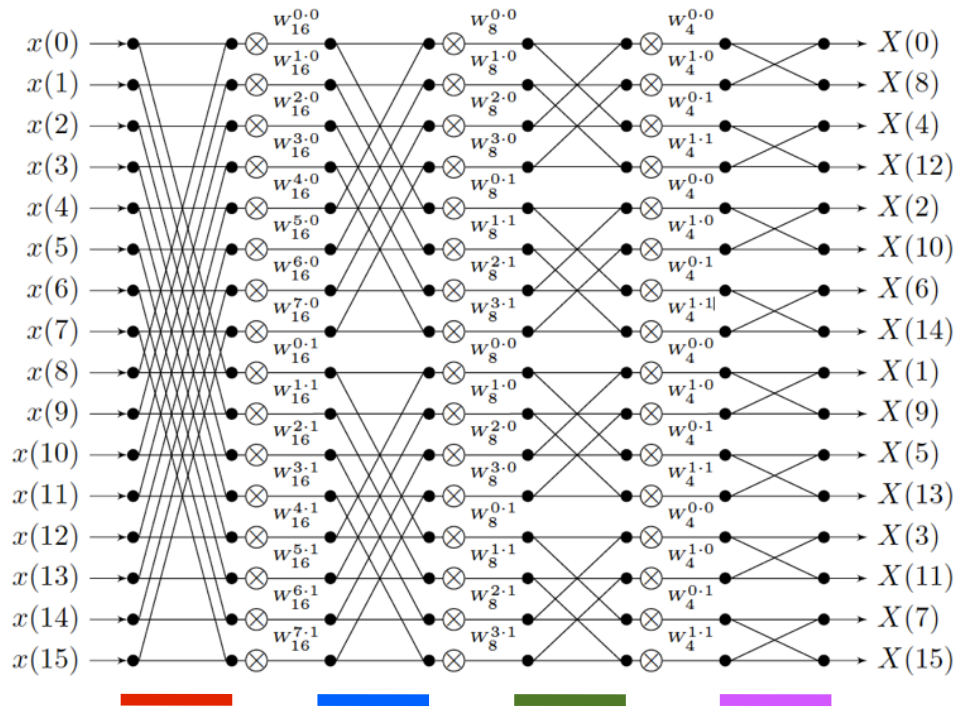 x(0) W_16^{0·0} W_8^{0·0} W_4^{0·0} X(0)
x(1) W_16^{1·0} W_8^{1·0} W_4^{1·0} X(8)
x(2) W_16^{2·0} W_8^{2·0} W_4^{0·1} X(4)
x(3) W_16^{3·0} W_8^{3·0} W_4^{1·1} X(12)
x(4) W_16^{4·0} W_8^{0·1} W_4^{0·0} X(2)
x(5) W_16^{5·0} W_8^{1·1} W_4^{1·0} X(10)
x(6) W_16^{6·0} W_8^{2·1} W_4^{0·1} X(6)
x(7) W_16^{7·0} W_8^{3·1} W_4^{1·1} X(14)
x(8) W_16^{0·1} W_8^{0·0} W_4^{0·0} X(1)
x(9) W_16^{1·1} W_8^{1·0} W_4^{1·0} X(9)
x(10) W_16^{2·1} W_8^{2·0} W_4^{0·1} X(5)
x(11) W_16^{3·1} W_8^{3·0} W_4^{1·1} X(13)
x(12) W_16^{4·1} W_8^{0·1} W_4^{0·0} X(3)
x(13) W_16^{5·1} W_8^{1·1} W_4^{1·0} X(11)
x(14) W_16^{6·1} W_8^{2·1} W_4^{0·1} X(7)
x(15) W_16^{7·1} W_8^{3·1} W_4^{1·1} X(15)